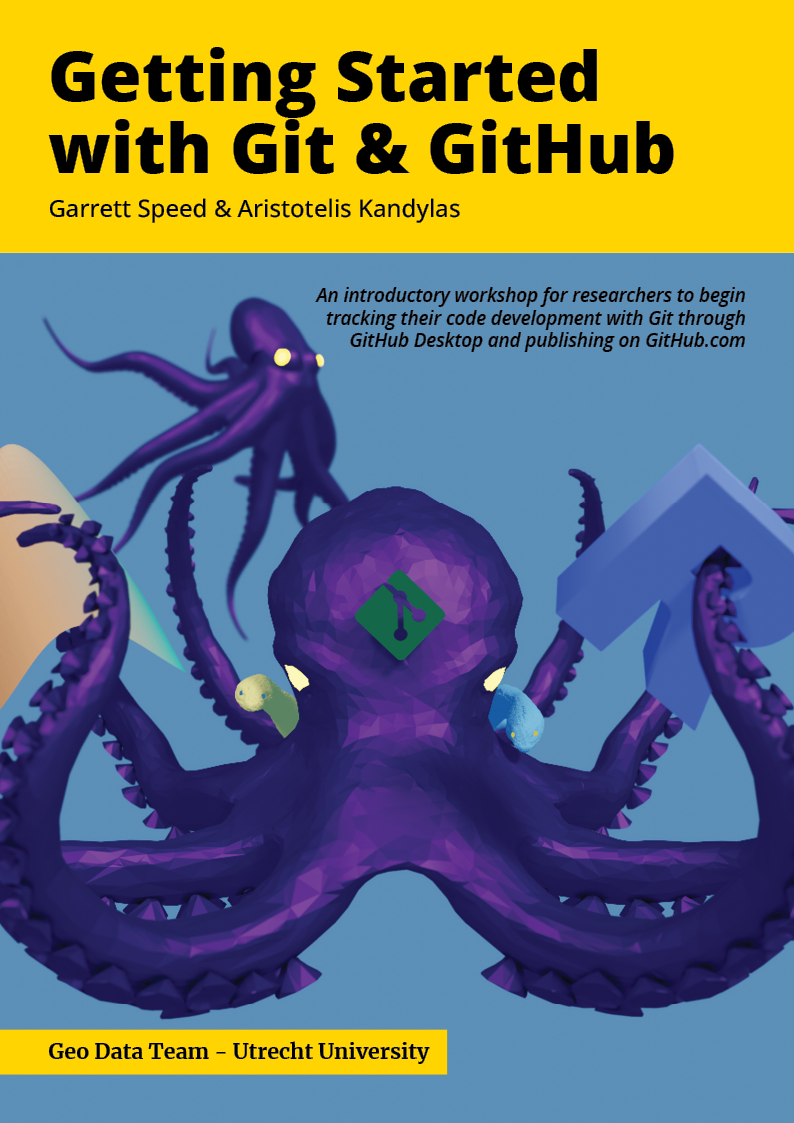 Getting Started
with Git & GitHub
Garrett Speed & Aristotelis Kandylas
An introductory workshop for researchers to begin
tracking their code development with Git through
GitHub Desktop and publishing on GitHub.com
Geo Data Team - Utrecht University